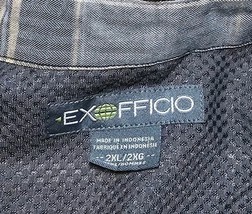 EXOFFICIO
MADE IN INDONESIA
FABRIQUÉ EN INDONÉSIE
2XL/2XG